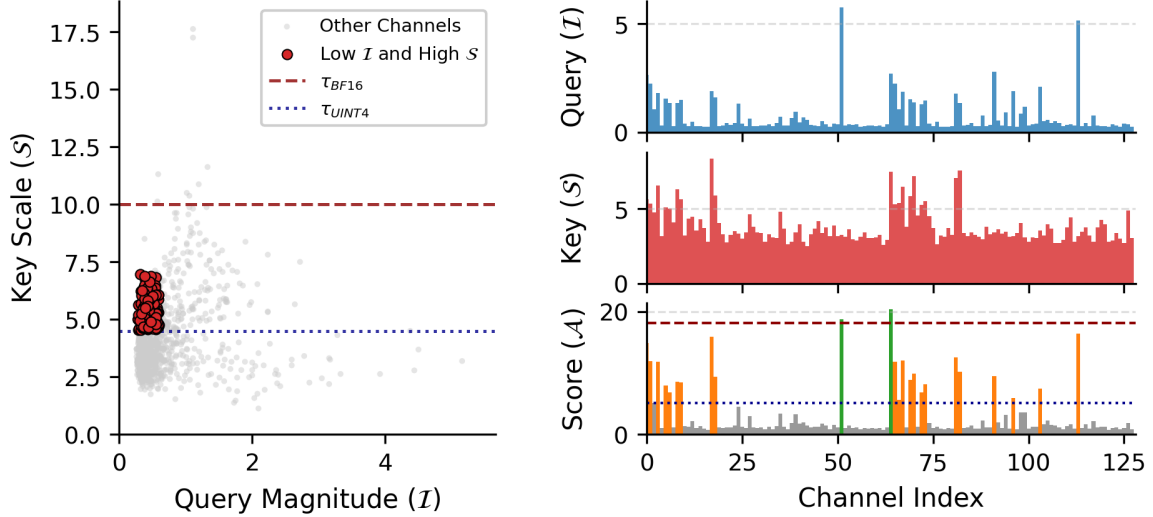 17.5
15.0
12.5
10.0
7.5
5.0
2.5
0.0
Key Scale (𝒮)
0
2
4
Query Magnitude (ℐ)
Other Channels
Low ℐ and High 𝒮
τ_BF16
τ_UINT4
5
0
Query (ℐ)
5
0
Key (𝒮)
20
0
Score (𝒜)
0
25
50
75
100
125
Channel Index